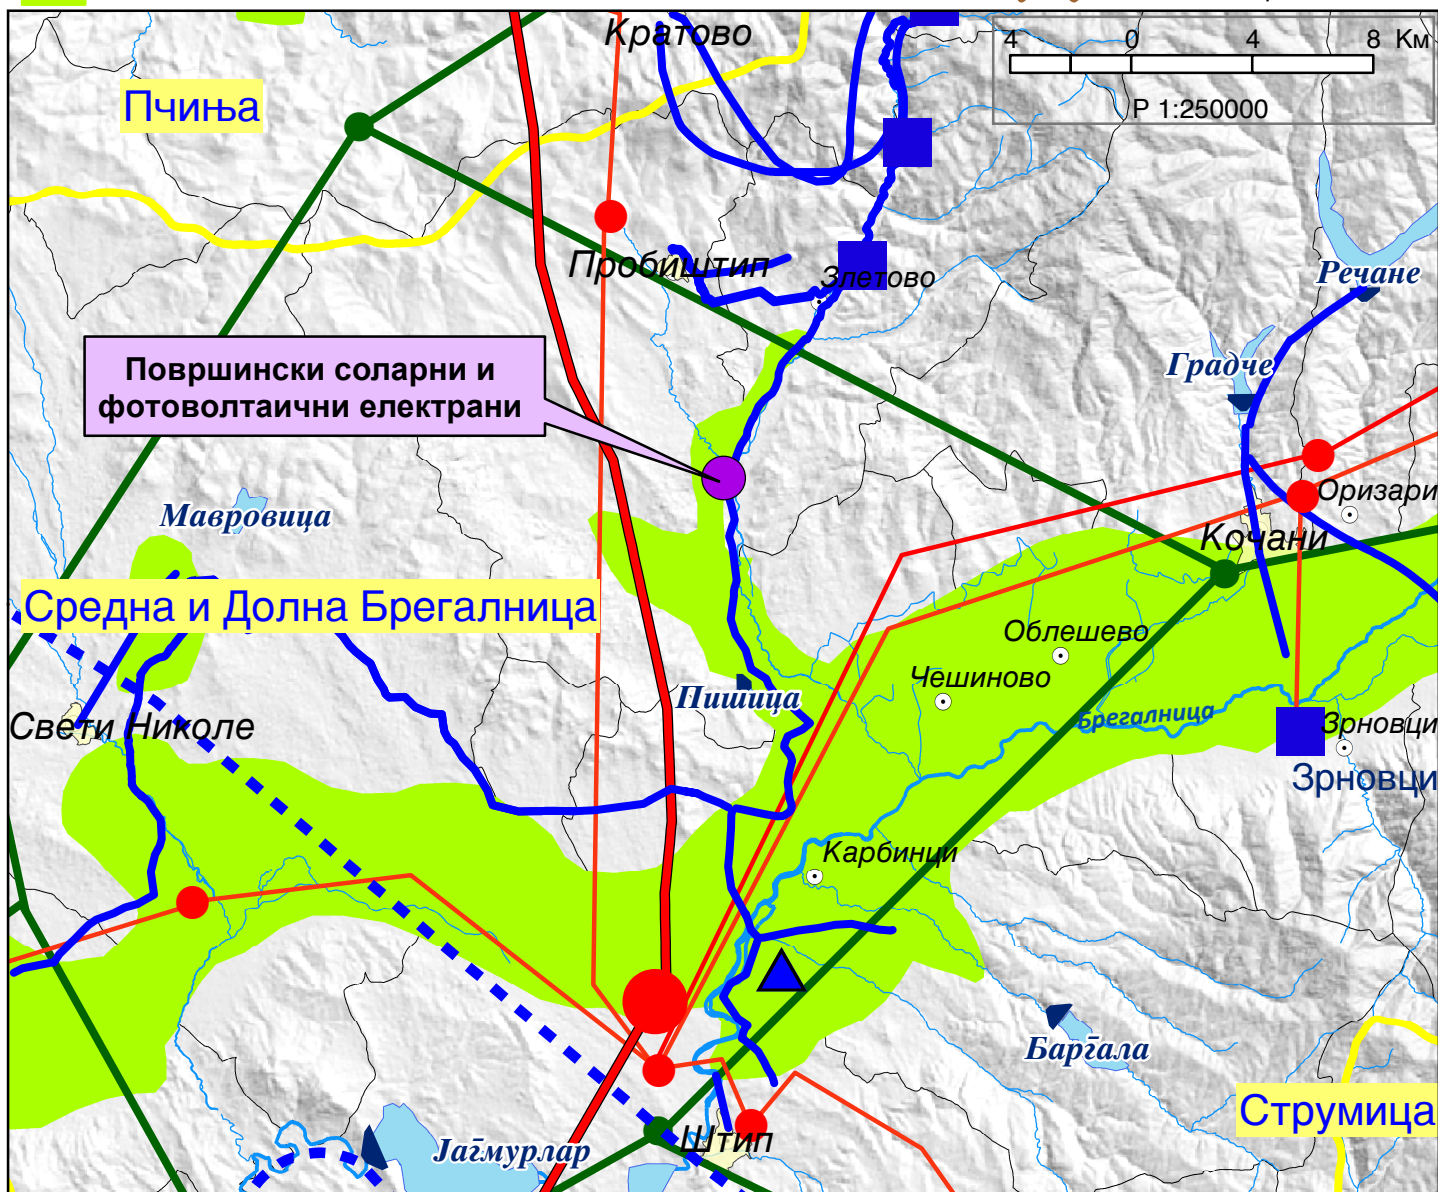 Кратово
4 0 4 8 Км
Р 1:250000
Пчиња
Пробиштип
Злетово
Речане
Градче
Површински соларни и
фотоволтаични електрани
Мавровица
Оризари
Кочани
Средна и Долна Брегалница
Облешево
Чешиново
Пишица
Брегалница
Свети Николе
Зрновци
Зрновци
Карбинци
Баргала
Струмица
Штип
Јагмурлар